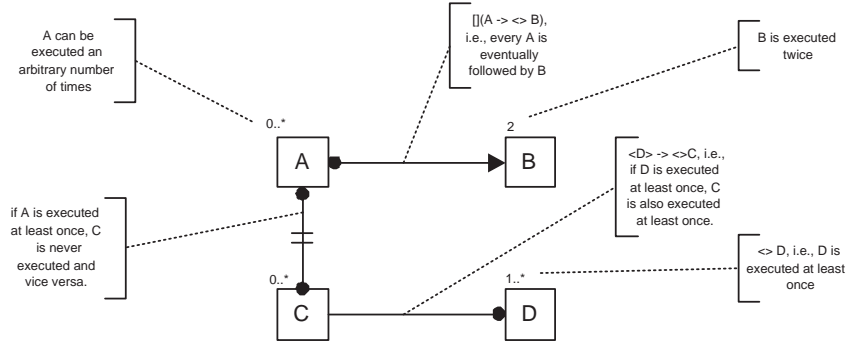 A can be
executed an
arbitrary number
of times
[](A -> <> B),
i.e., every A is
eventually
followed by B
B is executed
twice
0..*
2
A
B
<D> -> <>C, i.e.,
if D is executed
at least once, C
is also executed
at least once.
if A is executed
at least once, C
is never
executed and
vice versa.
<> D, i.e., D is
executed at least
once
0..*
1..*
C
D